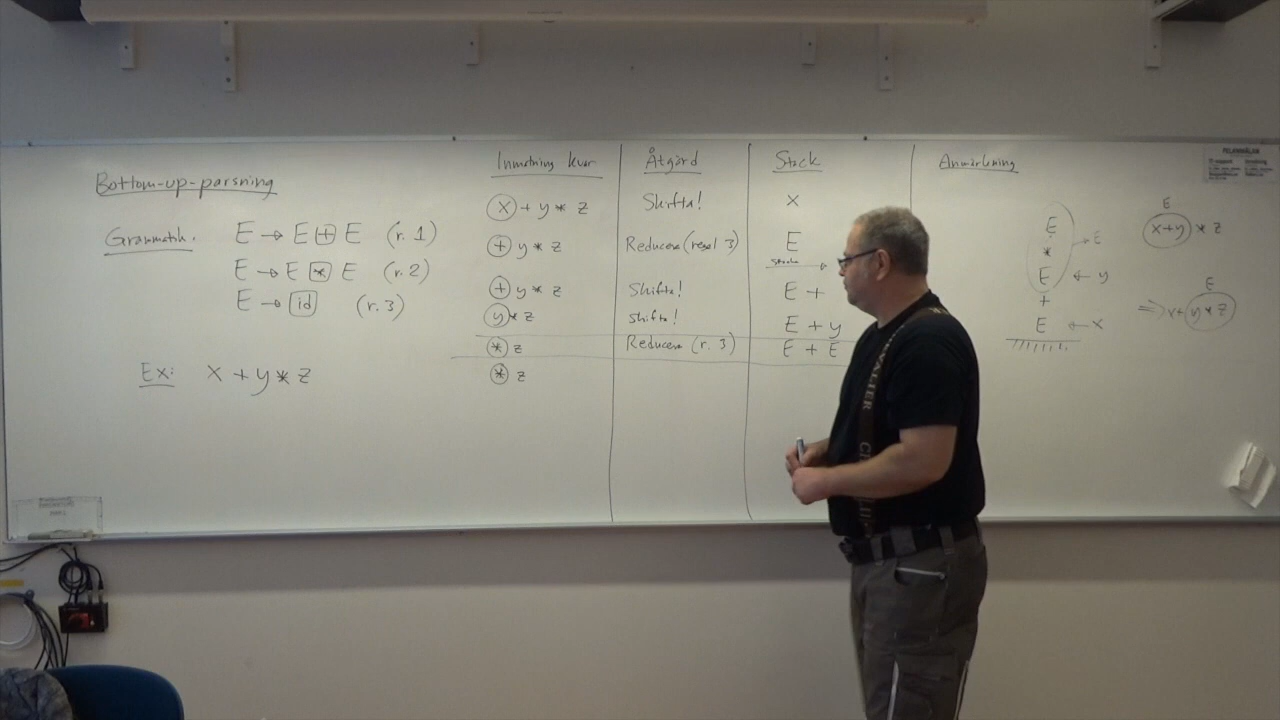 Bottom-up-parsning
Grammatik:
E → E + E (r. 1)
E → E * E (r. 2)
E → id (r. 3)
Ex: x + y * z
Inmatning kvar Åtgärd Stack Anmärkning
x + y * z Shifta! x
+ y * z Reducera (regel 3) E
+ y * z Shifta! E +
y * z Shifta! E + y
* z Reducera (r. 3) E + E
* z
E
*
→ E
E ← y
+
E ← x
E
x+y * z
E
⇒ x+ y * z
FELANMÄLAN